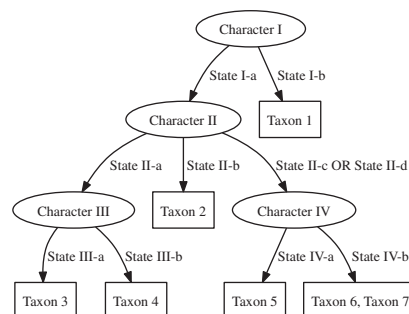 Character I
State I-a
State I-b
Character II
Taxon 1
State II-a
State II-b
State II-c OR State II-d
Character III
Taxon 2
Character IV
State III-a
State III-b
State IV-a
State IV-b
Taxon 3
Taxon 4
Taxon 5
Taxon 6, Taxon 7